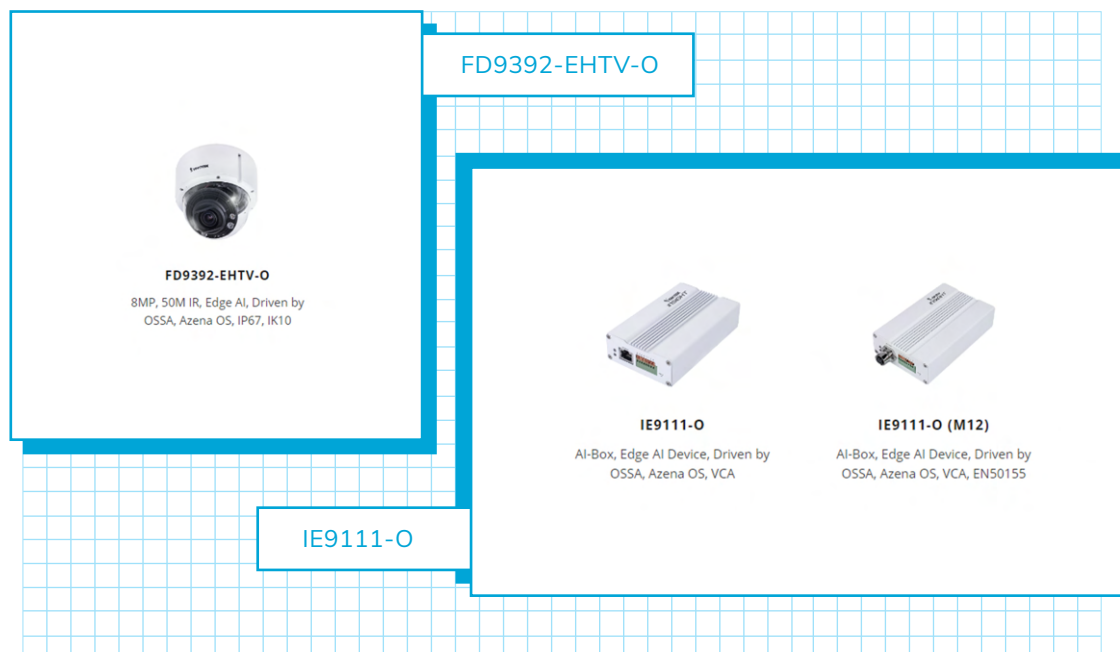 FD9392-EHTV-O
FD9392-EHTV-O
8MP, 50M IR, Edge AI, Driven by
OSSA, Azena OS, IP67, IK10
IE9111-O
AI-Box, Edge AI Device, Driven by
OSSA, Azena OS, VCA
IE9111-O (M12)
AI-Box, Edge AI Device, Driven by
OSSA, Azena OS, VCA, EN50155
IE9111-O